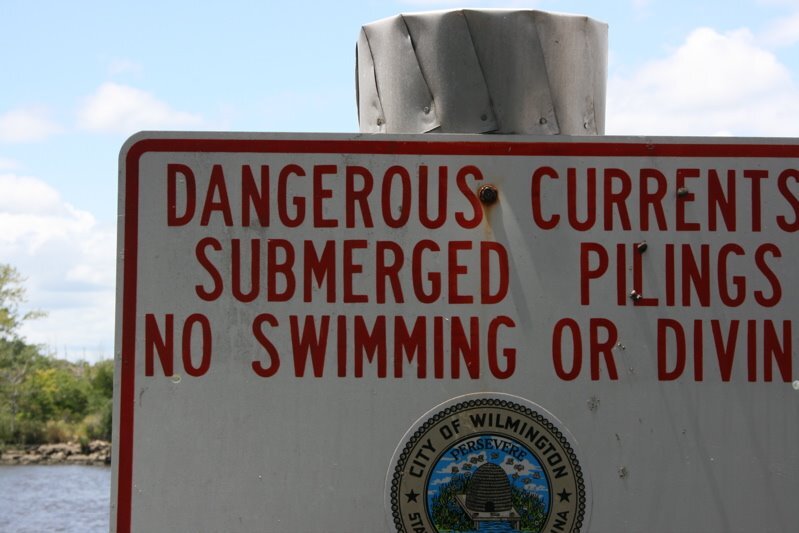 DANGEROUS CURRENTS
SUBMERGED PILINGS
NO SWIMMING OR DIVIN
CITY OF WILMINGTON
PERSEVERE